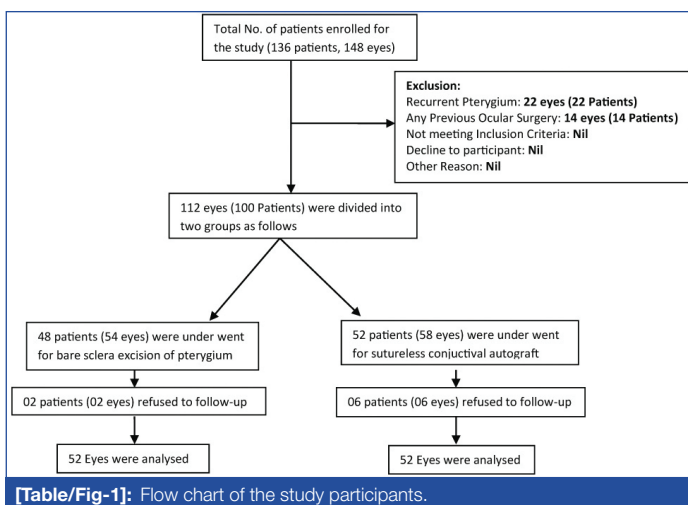 Total No. of patients enrolled for
the study (136 patients, 148 eyes)
Exclusion:
Recurrent Pterygium: 22 eyes (22 Patients)
Any Previous Ocular Surgery: 14 eyes (14 Patients)
Not meeting Inclusion Criteria: Nil
Decline to participant: Nil
Other Reason: Nil
112 eyes (100 Patients) were divided into
two groups as follows
48 patients (54 eyes) were under went
for bare sclera excision of pterygium
52 patients (58 eyes) were under went
for sutureless conjuctival autograft
02 patients (02 eyes) refused to follow-up
06 patients (06 eyes) refused to follow-up
52 Eyes were analysed
52 Eyes were analysed
[Table/Fig-1]: Flow chart of the study participants.